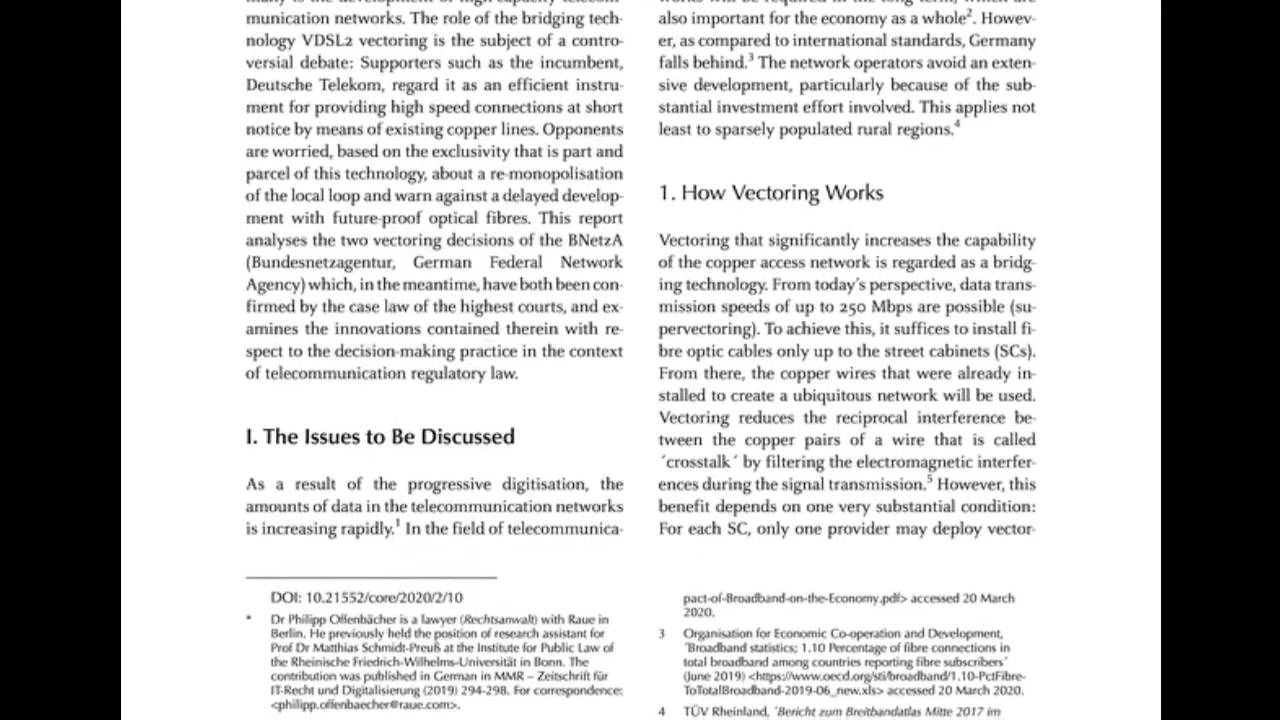 munication networks. The role of the bridging tech-
nology VDSL2 vectoring is the subject of a contro-
versial debate: Supporters such as the incumbent,
Deutsche Telekom, regard it as an efficient instru-
ment for providing high speed connections at short
notice by means of existing copper lines. Opponents
are worried, based on the exclusivity that is part and
parcel of this technology, about a re-monopolisation
of the local loop and warn against a delayed develop-
ment with future-proof optical fibres. This report
analyses the two vectoring decisions of the BNetzA
(Bundesnetzagentur, German Federal Network
Agency) which, in the meantime, have both been con-
firmed by the case law of the highest courts, and ex-
amines the innovations contained therein with re-
spect to the decision-making practice in the context
of telecommunication regulatory law.
I. The Issues to Be Discussed
As a result of the progressive digitisation, the
amounts of data in the telecommunication networks
is increasing rapidly.1 In the field of telecommunica-
DOI: 10.21552/core/2020/2/10
* Dr Philipp Offenbächer is a lawyer (Rechtsanwalt) with Raue in
Berlin. He previously held the position of research assistant for
Prof Dr Matthias Schmidt-Preuß at the Institute for Public Law of
the Rheinische Friedrich-Wilhelms-Universität in Bonn. The
contribution was published in German in MMR – Zeitschrift für
IT-Recht und Digitalisierung (2019) 294-298. For correspondence:
<philipp.offenbaecher@raue.com>.
also important for the economy as a whole2. Howev-
er, as compared to international standards, Germany
falls behind.3 The network operators avoid an exten-
sive development, particularly because of the sub-
stantial investment effort involved. This applies not
least to sparsely populated rural regions.4
1. How Vectoring Works
Vectoring that significantly increases the capability
of the copper access network is regarded as a bridg-
ing technology. From today's perspective, data trans-
mission speeds of up to 250 Mbps are possible (su-
pervectoring). To achieve this, it suffices to install fi-
bre optic cables only up to the street cabinets (SCs).
From there, the copper wires that were already in-
stalled to create a ubiquitous network will be used.
Vectoring reduces the reciprocal interference be-
tween the copper pairs of a wire that is called
´crosstalk´ by filtering the electromagnetic interfer-
ences during the signal transmission.5 However, this
benefit depends on one very substantial condition:
For each SC, only one provider may deploy vector-
pact-of-Broadband-on-the-Economy.pdf> accessed 20 March
2020.
3 Organisation for Economic Co-operation and Development,
´Broadband statistics; 1.10 Percentage of fibre connections in
total broadband among countries reporting fibre subscribers´
(June 2019) <https://www.oecd.org/sti/broadband/1.10-PctFibre-
ToTotalBroadband-2019-06_new.xls> accessed 20 March 2020.
4 TÜV Rheinland, ´Bericht zum Breitbandatlas Mitte 2017 im